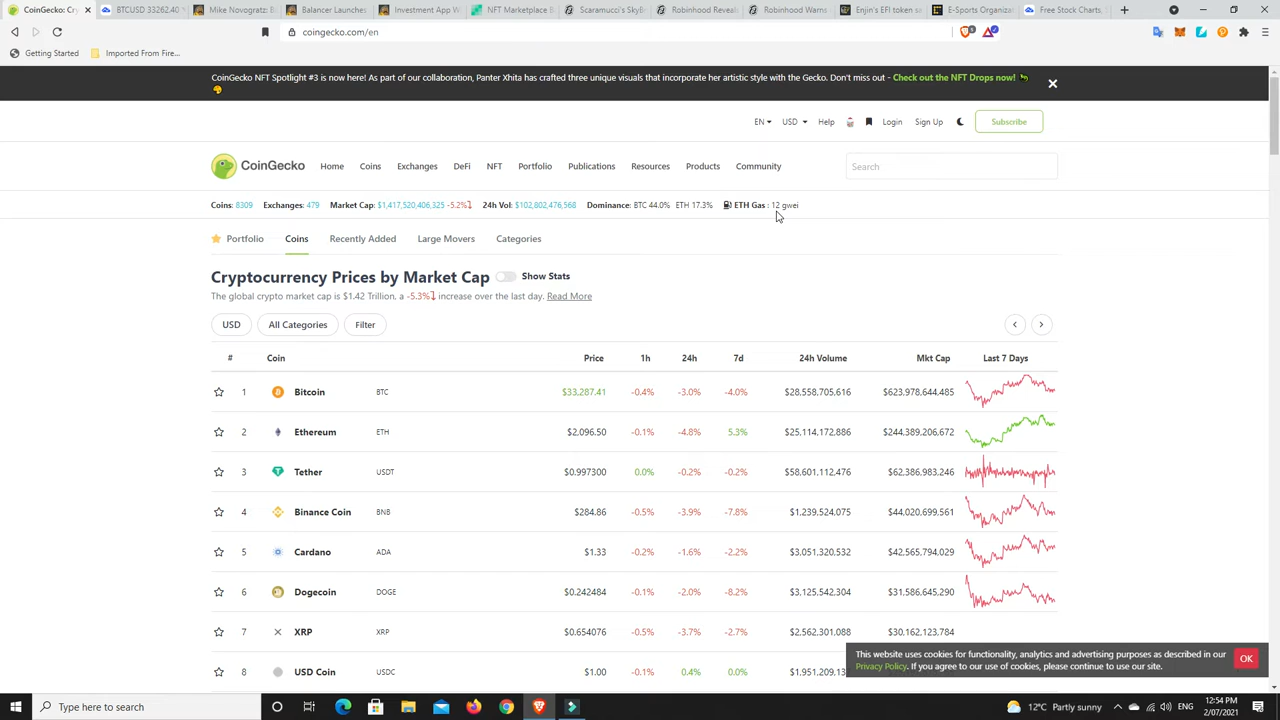 CoinGecko: Cry
BTCUSD 33262.40
Mike Novogratz: B
Balancer Launches
Investment App W
NFT Marketplace B
Scaramucci's SkyBr
Robinhood Reveal
Robinhood Warns
Enjin's EFI token sa
E-Sports Organiza
Free Stock Charts,
coingecko.com/en
Getting Started
Imported From Fire...
CoinGecko NFT Spotlight #3 is now here! As part of our collaboration, Panter Xhita has crafted three unique visuals that incorporate her artistic style with the Gecko. Don't miss out - Check out the NFT Drops now!
EN USD Help Login Sign Up Subscribe
CoinGecko Home Coins Exchanges DeFi NFT Portfolio Publications Resources Products Community Search
Coins: 8309 Exchanges: 479 Market Cap: $1,417,520,406,325 -5.2% 24h Vol: $102,802,476,568 Dominance: BTC 44.0% ETH 17.3% ETH Gas : 12 gwei
Portfolio Coins Recently Added Large Movers Categories
Cryptocurrency Prices by Market Cap Show Stats
The global crypto market cap is $1.42 Trillion, a -5.3% increase over the last day. Read More
USD All Categories Filter
# Coin Price 1h 24h 7d 24h Volume Mkt Cap Last 7 Days
1 Bitcoin BTC $33,287.41 -0.4% -3.0% -4.0% $28,558,705,616 $623,978,644,485
2 Ethereum ETH $2,096.50 -0.1% -4.8% 5.3% $25,114,172,886 $244,389,206,672
3 Tether USDT $0.997300 0.0% -0.2% -0.2% $58,601,112,476 $62,386,983,246
4 Binance Coin BNB $284.86 -0.5% -3.9% -7.8% $1,239,524,075 $44,020,699,561
5 Cardano ADA $1.33 -0.2% -1.6% -2.2% $3,051,320,532 $42,565,794,029
6 Dogecoin DOGE $0.242484 -0.1% -2.0% -8.2% $3,125,542,304 $31,586,645,290
7 XRP XRP $0.654076 -0.5% -3.7% -2.7% $2,562,301,088 $30,162,123,784
8 USD Coin USDC $1.00 -0.1% 0.4% 0.0% $1,951,209,13
This website uses cookies for functionality, analytics and advertising purposes as described in our
Privacy Policy. If you agree to our use of cookies, please continue to use our site.
OK
Type here to search
12°C Partly sunny
ENG
12:54 PM
2/07/2021